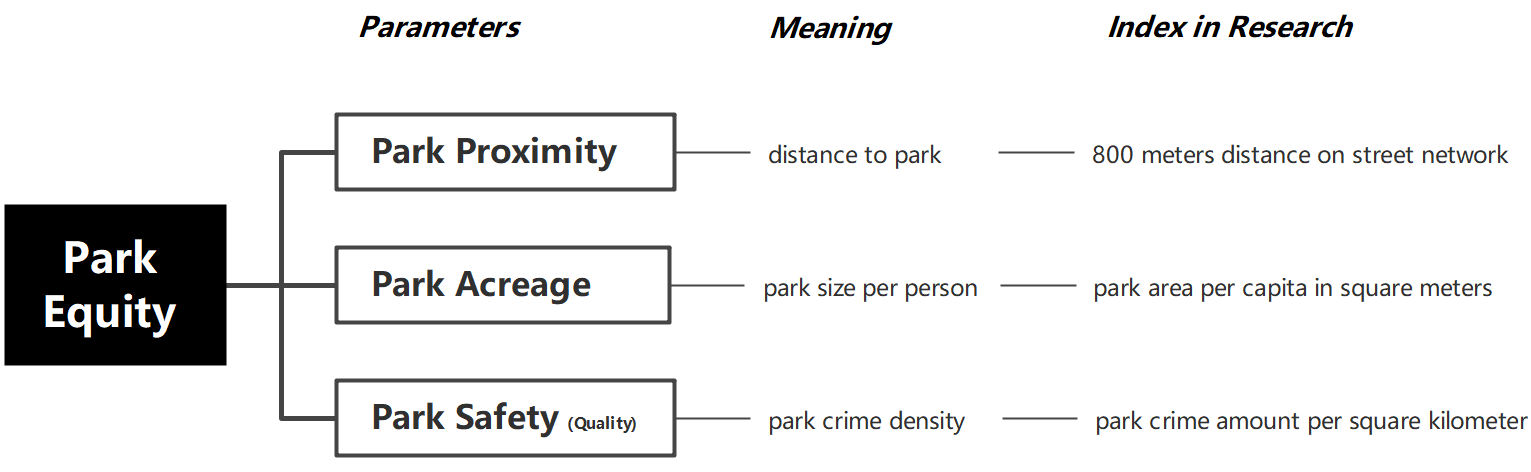 Parameters Meaning Index in Research
Park Proximity distance to park 800 meters distance on street network
Park
Equity
Park Acreage park size per person park area per capita in square meters
Park Safety (Quality) park crime density park crime amount per square kilometer